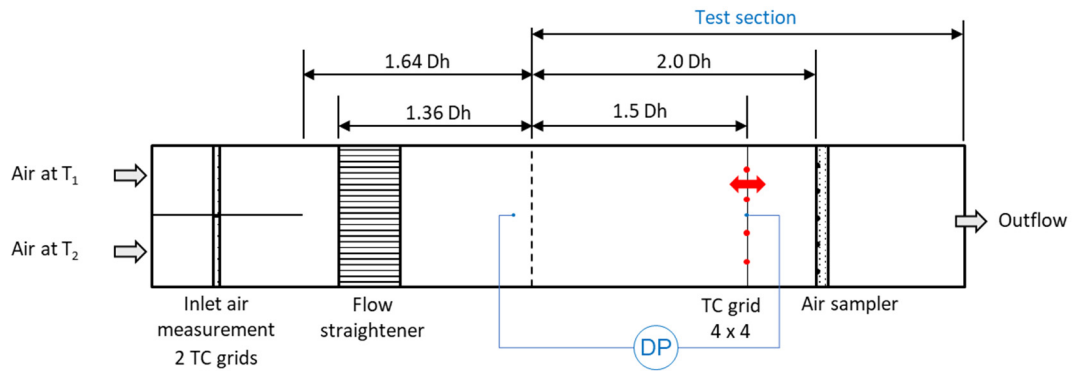 Test section
1.64 Dh
2.0 Dh
1.36 Dh
1.5 Dh
Air at T1
Air at T2
Outflow
Inlet air
measurement
2 TC grids
Flow
straightener
TC grid
4 x 4
Air sampler
DP